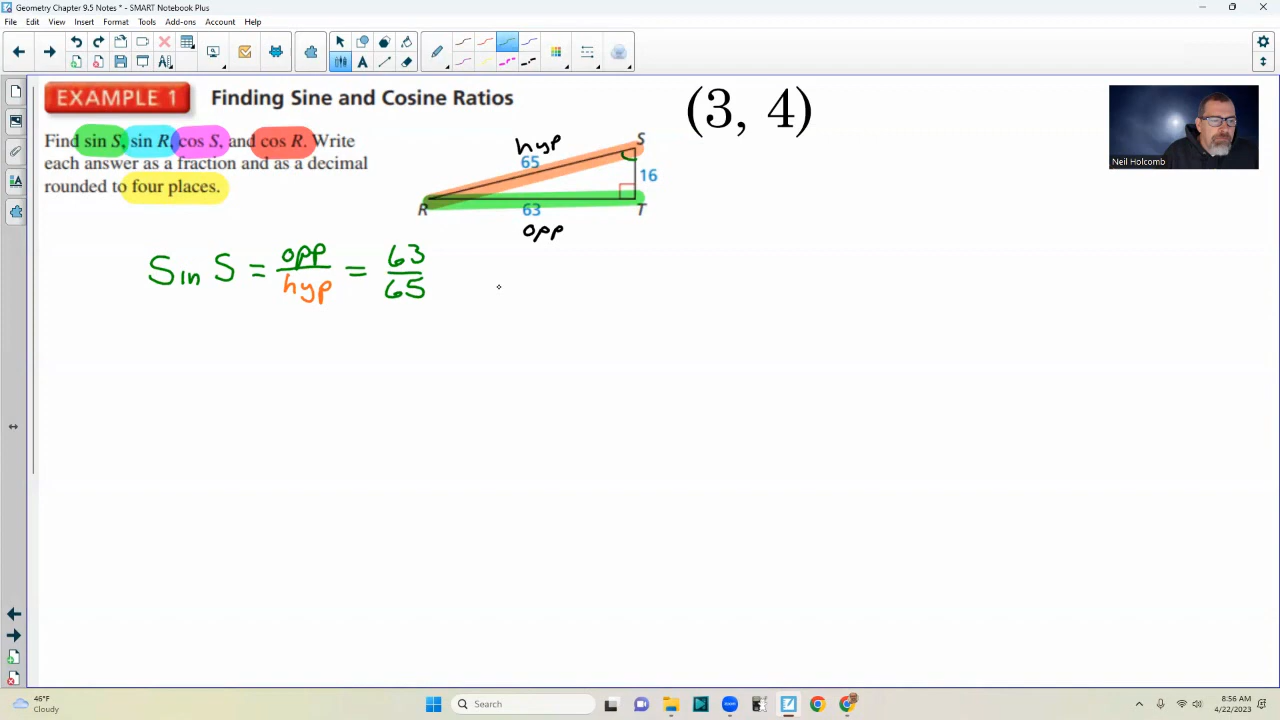 Geometry Chapter 9.5 Notes * - SMART Notebook Plus
File Edit View Insert Format Tools Add-ons Account Help
EXAMPLE 1 Finding Sine and Cosine Ratios
(3, 4)
Find sin S, sin R, cos S, and cos R. Write
each answer as a fraction and as a decimal
rounded to four places.
hyp
65
S
16
R
63
T
opp
Sin S = opp/hyp = 63/65
Neil Holcomb
46°F
Cloudy
Search
zoom
8:56 AM
4/22/2023